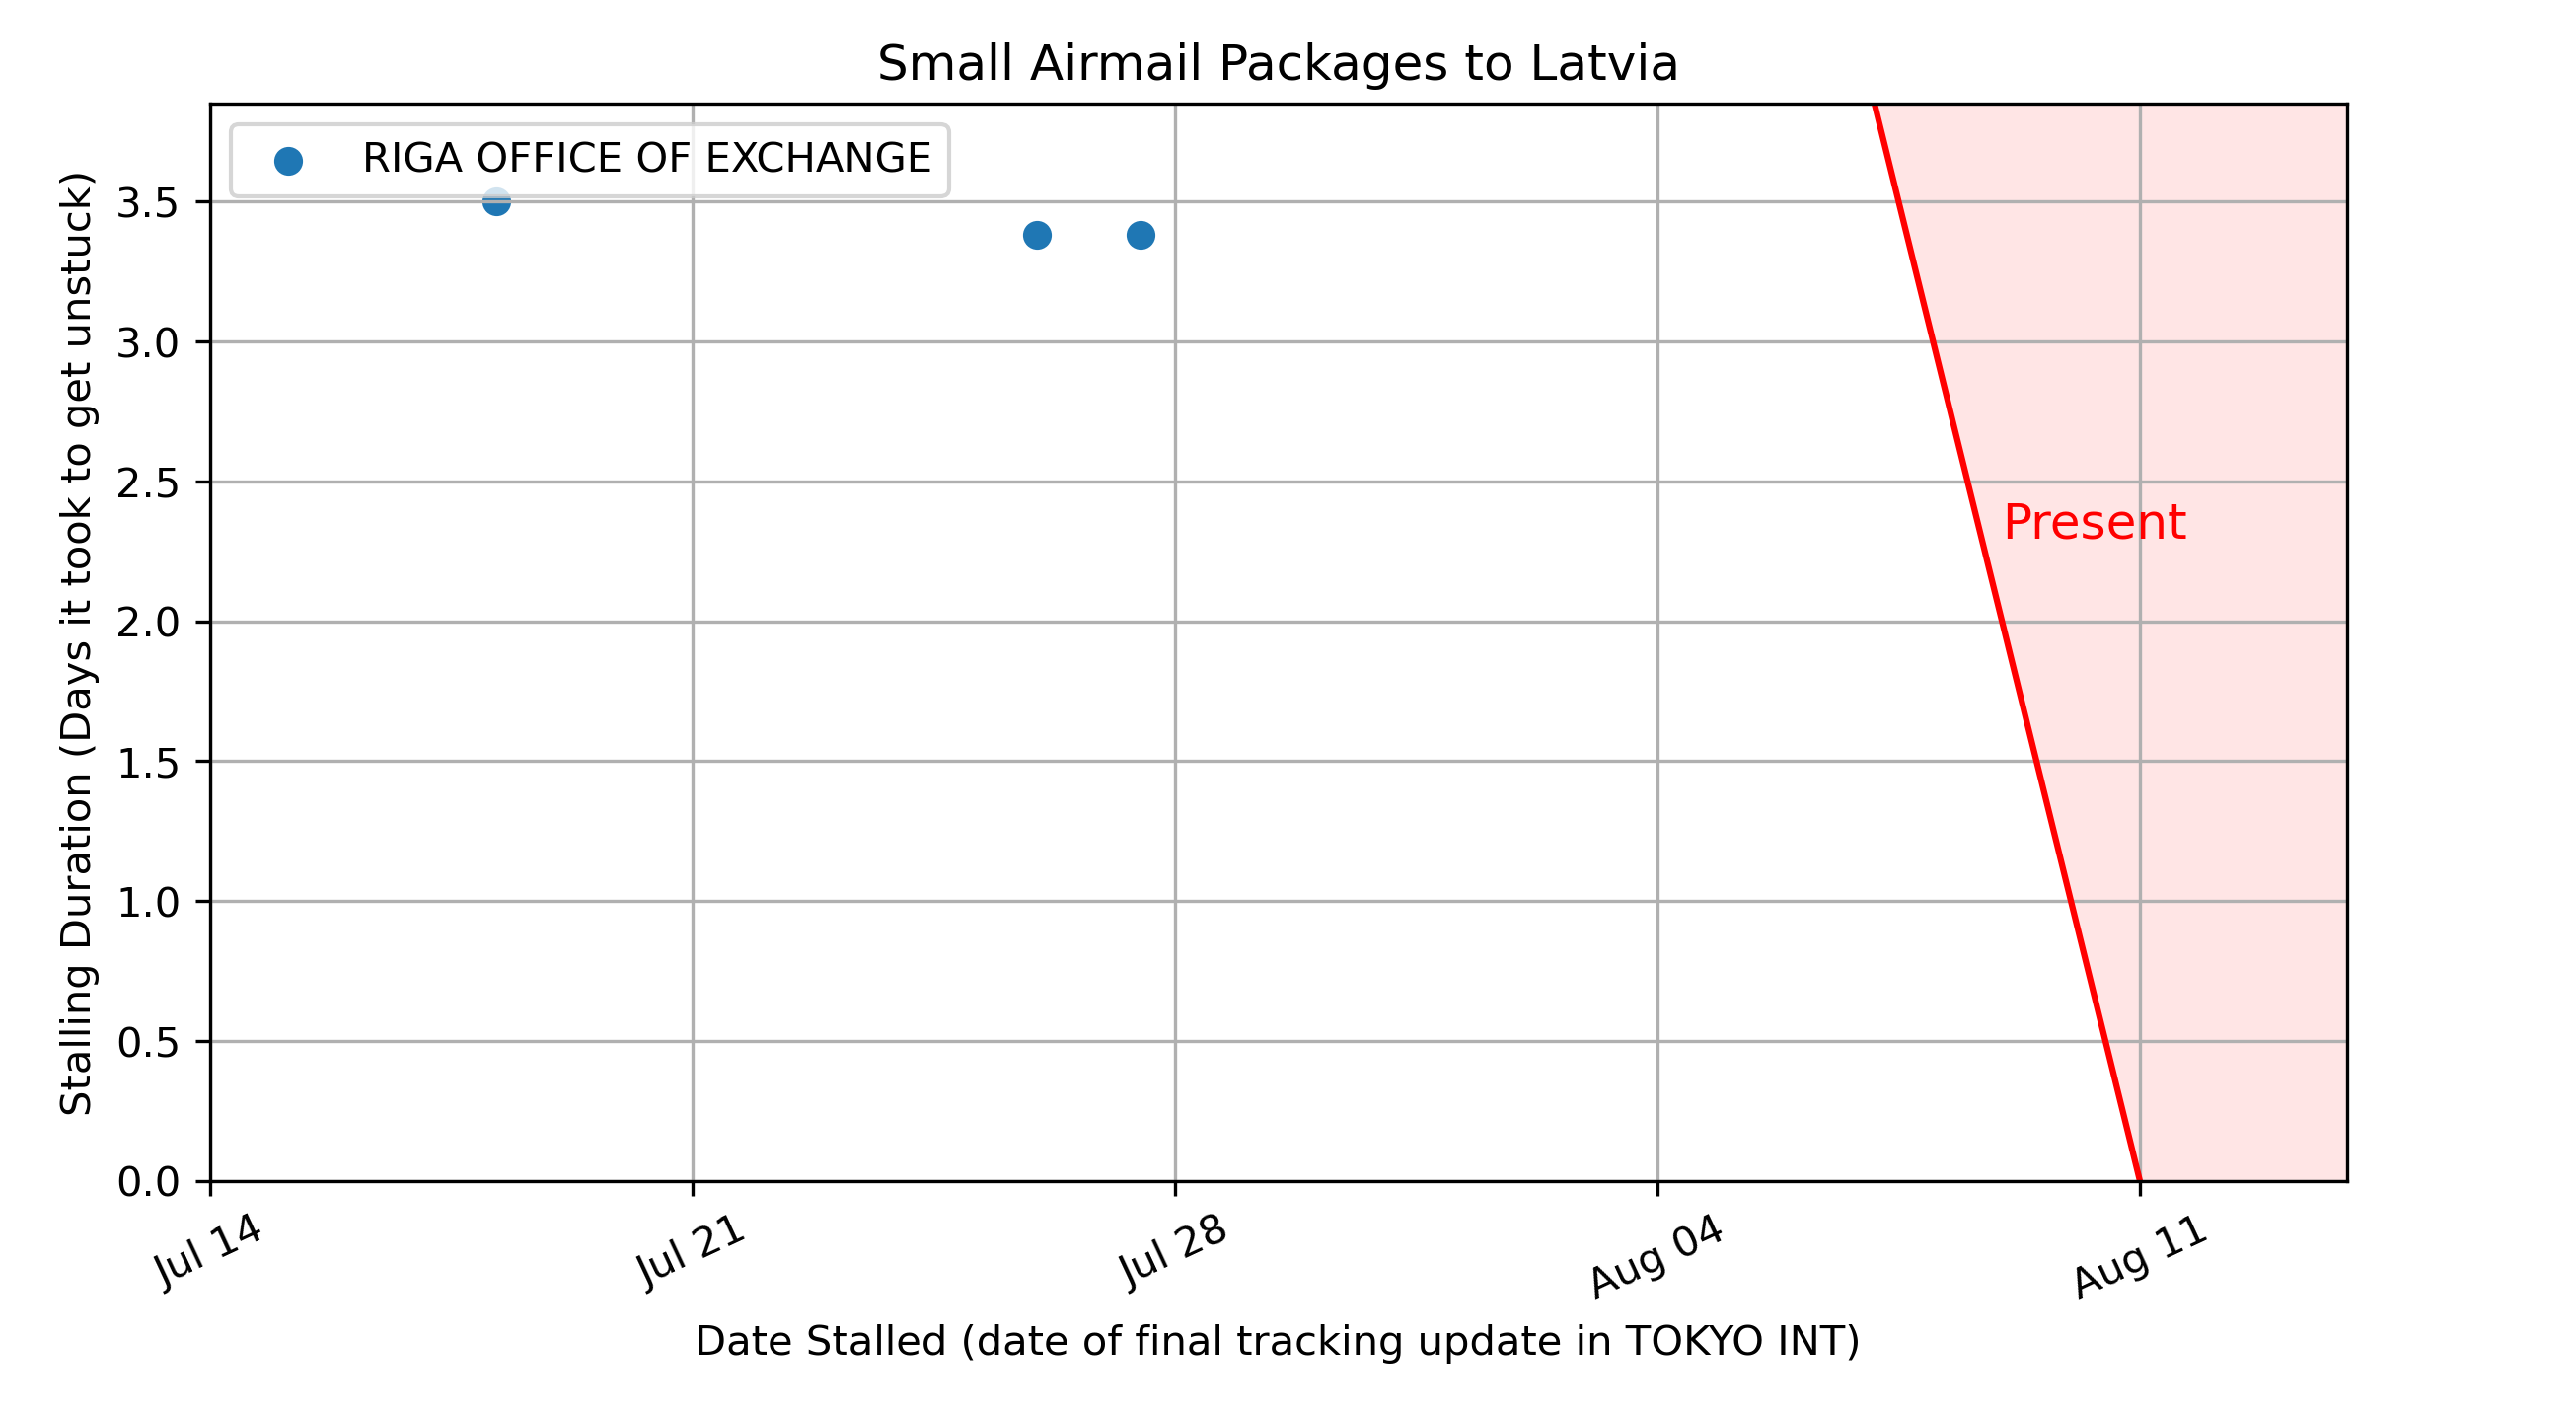 Small Airmail Packages to Latvia
RIGA OFFICE OF EXCHANGE
Stalling Duration (Days it took to get unstuck)
3.5
3.0
2.5
2.0
1.5
1.0
0.5
0.0
Present
Jul 14
Jul 21
Jul 28
Aug 04
Aug 11
Date Stalled (date of final tracking update in TOKYO INT)